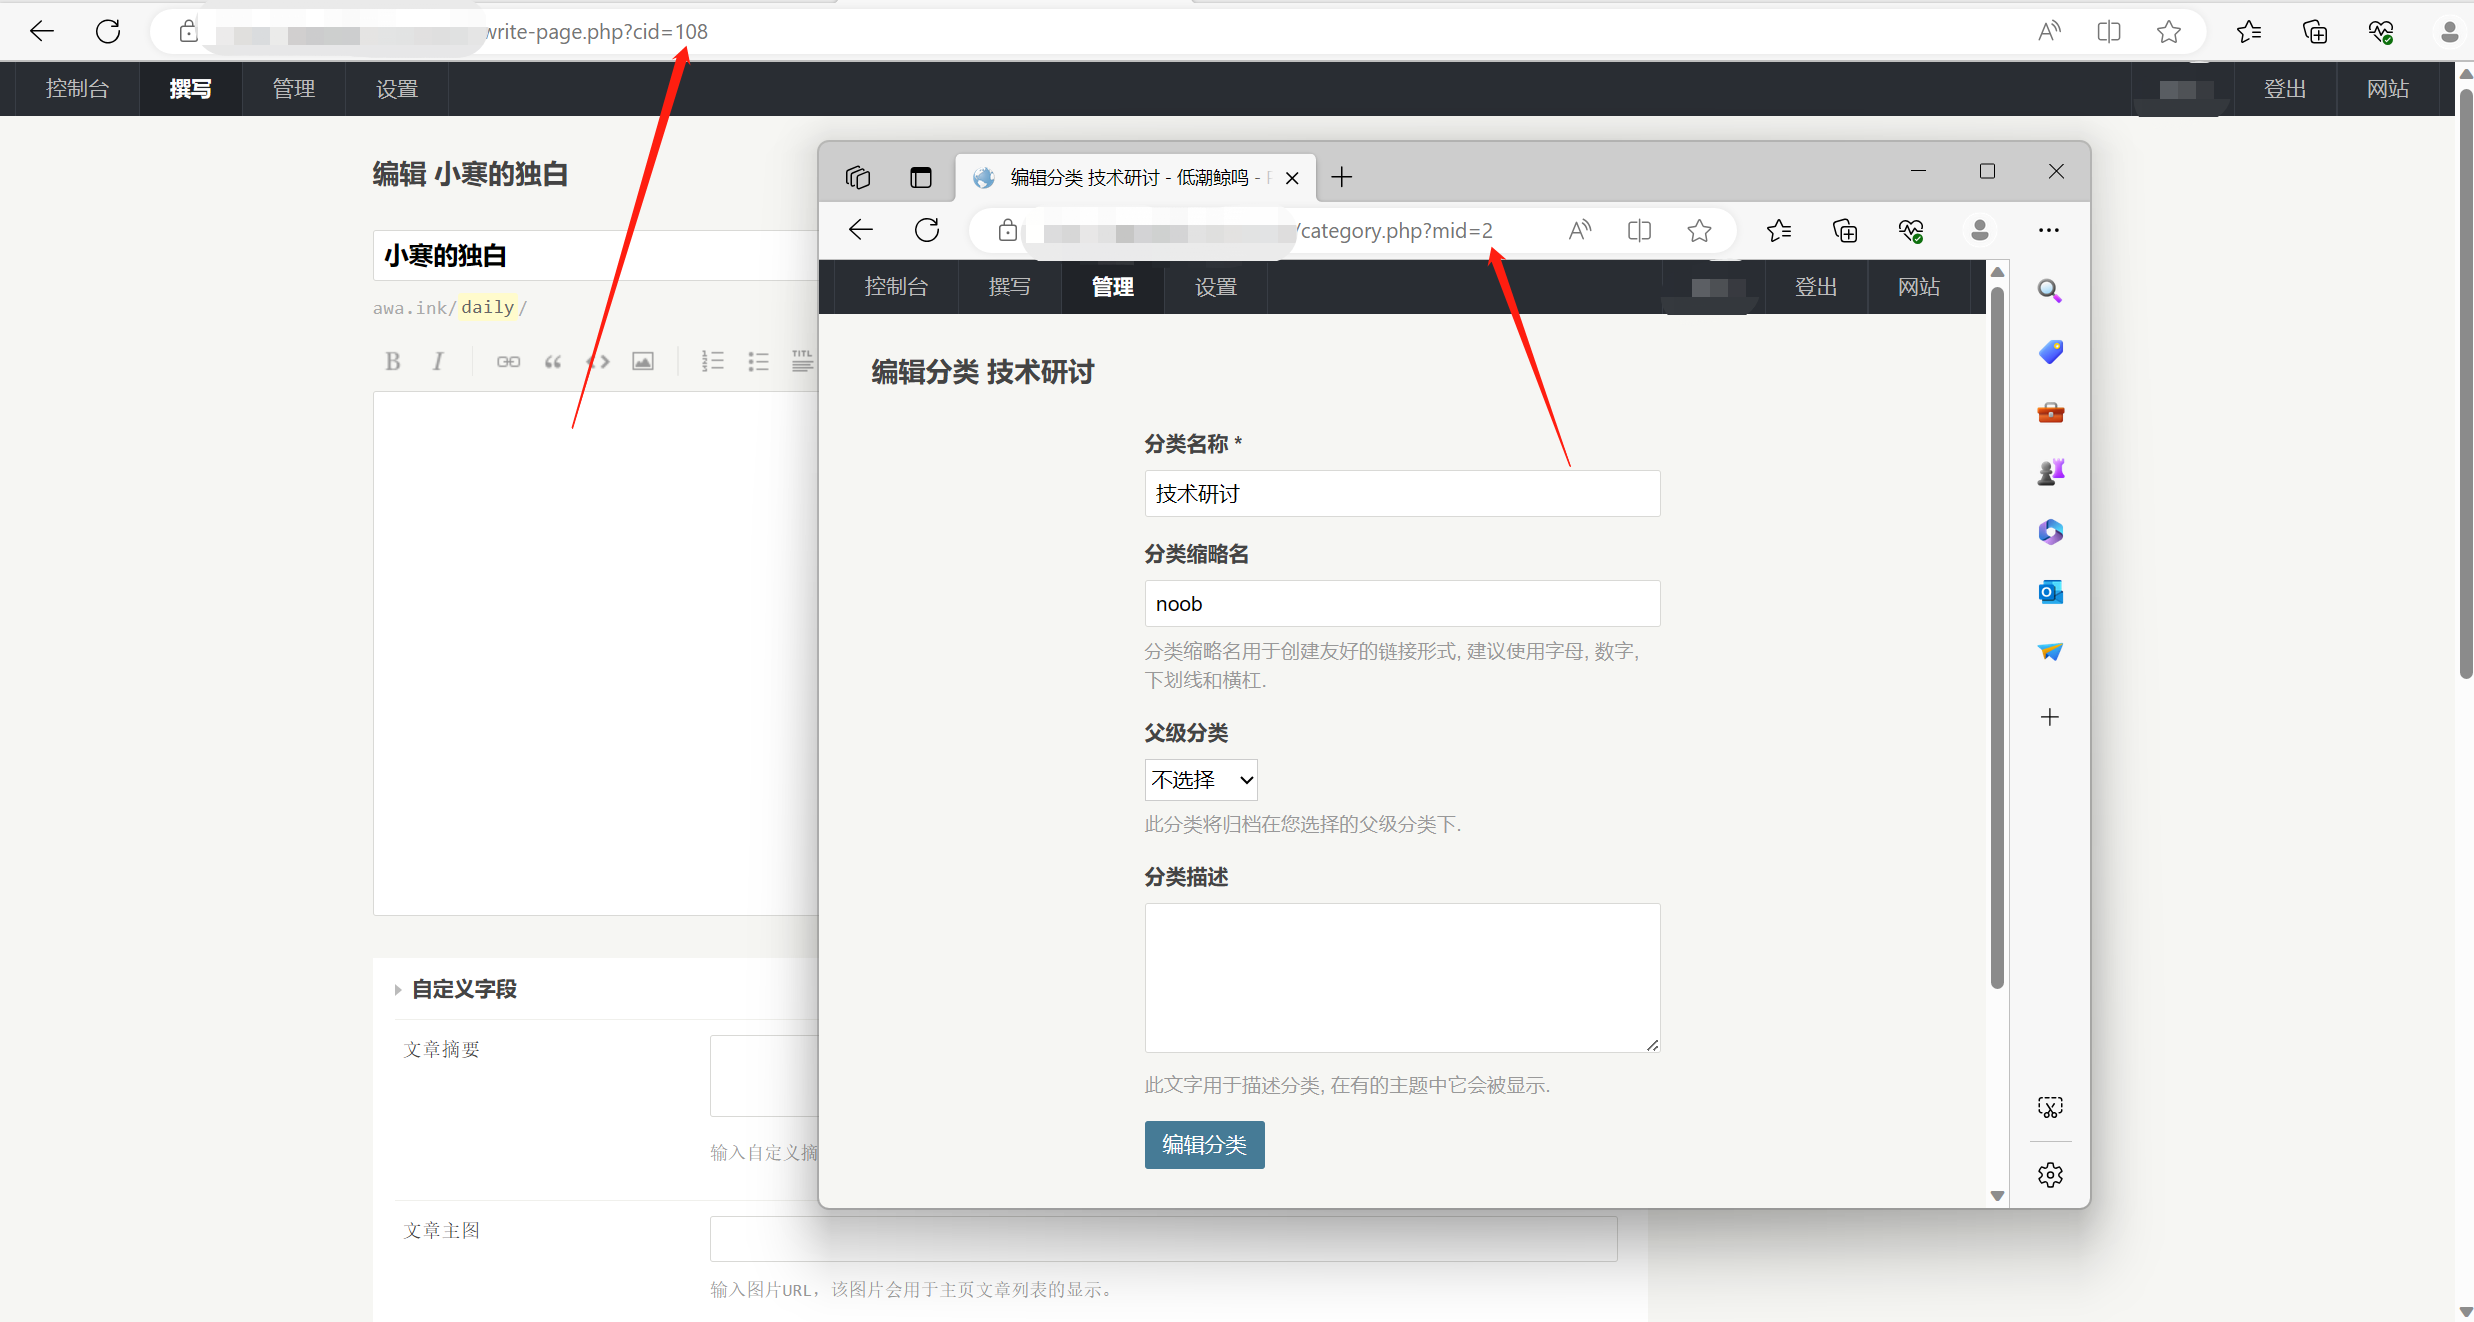 write-page.php?cid=108
控制台
撰写
管理
设置
登出
网站
编辑 小寒的独白
小寒的独白
awa.ink/daily/
B
I
TITL
自定义字段
文章摘要
输入自定义摘
文章主图
输入图片URL，该图片会用于主页文章列表的显示。
编辑分类 技术研讨 - 低潮鲸鸣 -
/category.php?mid=2
控制台
撰写
管理
设置
登出
网站
编辑分类 技术研讨
分类名称 *
技术研讨
分类缩略名
noob
分类缩略名用于创建友好的链接形式, 建议使用字母, 数字,
下划线和横杠.
父级分类
不选择
此分类将归档在您选择的父级分类下.
分类描述
此文字用于描述分类, 在有的主题中它会被显示.
编辑分类